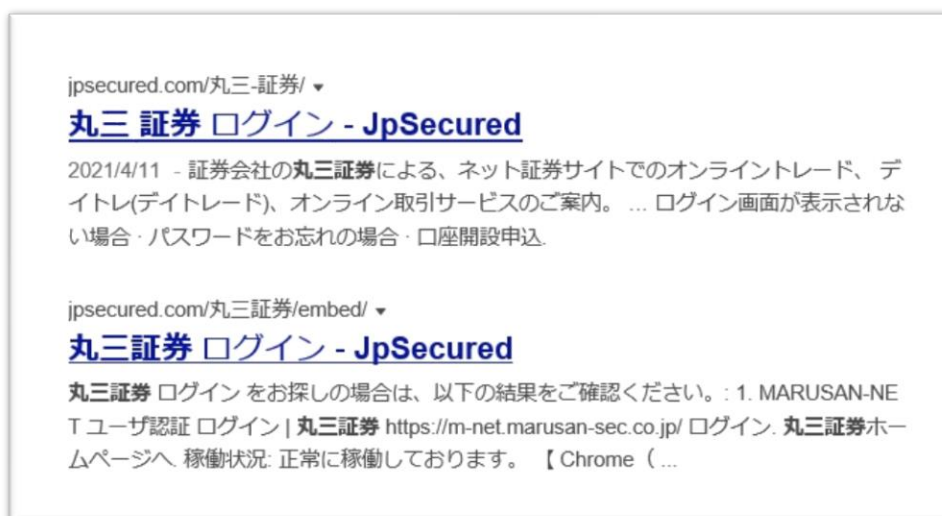 jpsecured.com/丸三-証券/ ▼
丸三 証券 ログイン - JpSecured
2021/4/11 - 証券会社の丸三証券による、ネット証券サイトでのオンライントレード、 デ
イトレ(デイトレード)、オンライン取引サービスのご案内。 ... ログイン画面が表示されな
い場合 · パスワードをお忘れの場合 · 口座開設申込.
jpsecured.com/丸三証券/embed/ ▼
丸三証券 ログイン - JpSecured
丸三証券 ログイン をお探しの場合は、以下の結果をご確認ください。: 1. MARUSAN-NE
T ユーザ認証 ログイン | 丸三証券 https://m-net.marusan-sec.co.jp/ ログイン. 丸三証券ホー
ムページへ. 稼働状況: 正常に稼働しております。 【 Chrome（ ...